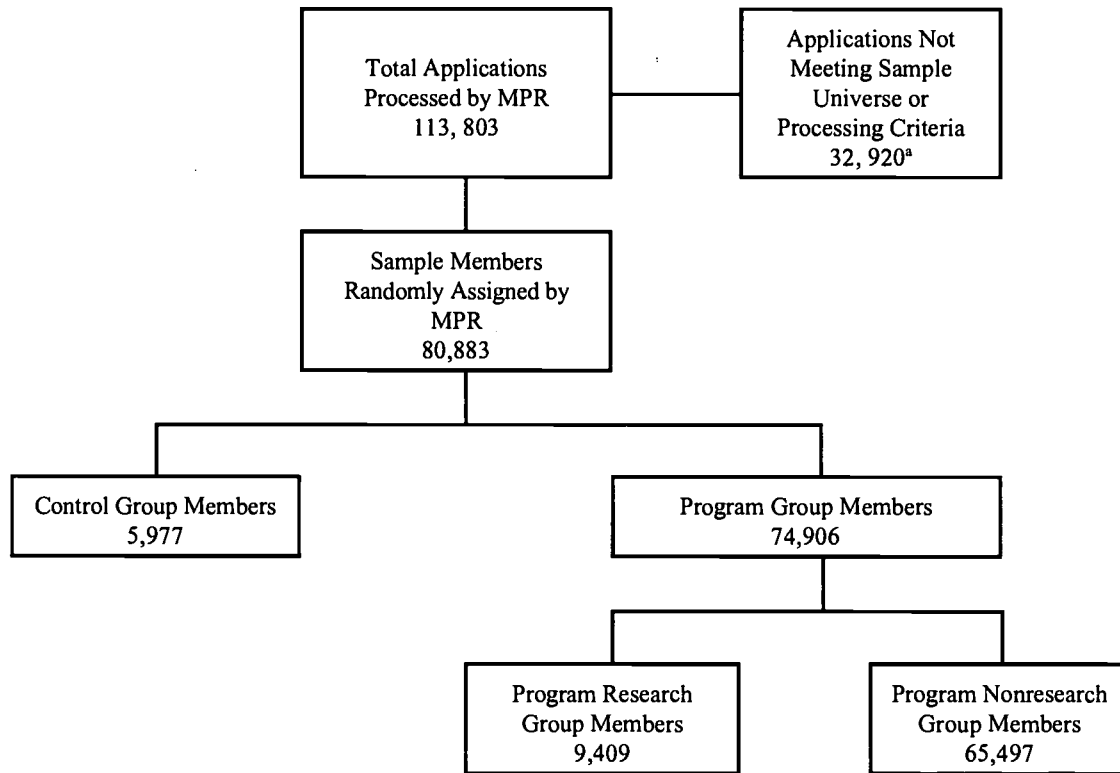 Total Applications
Processed by MPR
113, 803
Applications Not
Meeting Sample
Universe or
Processing Criteria
32, 920ª
Sample Members
Randomly Assigned by
MPR
80,883
Control Group Members
5,977
Program Group Members
74,906
Program Research
Group Members
9,409
Program Nonresearch
Group Members
65,497